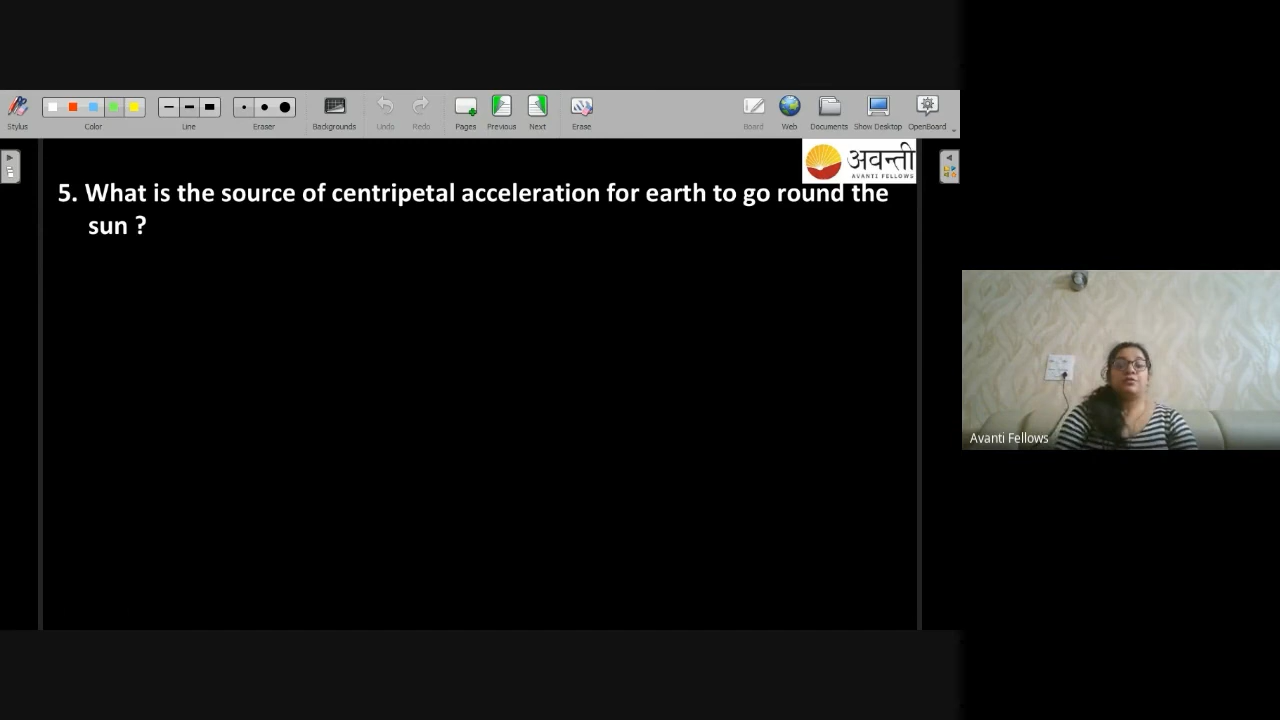 Stylus
Color
Line
Eraser
Backgrounds
Undo
Redo
Pages
Previous
Next
Erase
Board
Web
Documents
Show Desktop
OpenBoard
अवन्ती
AVANTI FELLOWS
5. What is the source of centripetal acceleration for earth to go round the
sun ?
Avanti Fellows